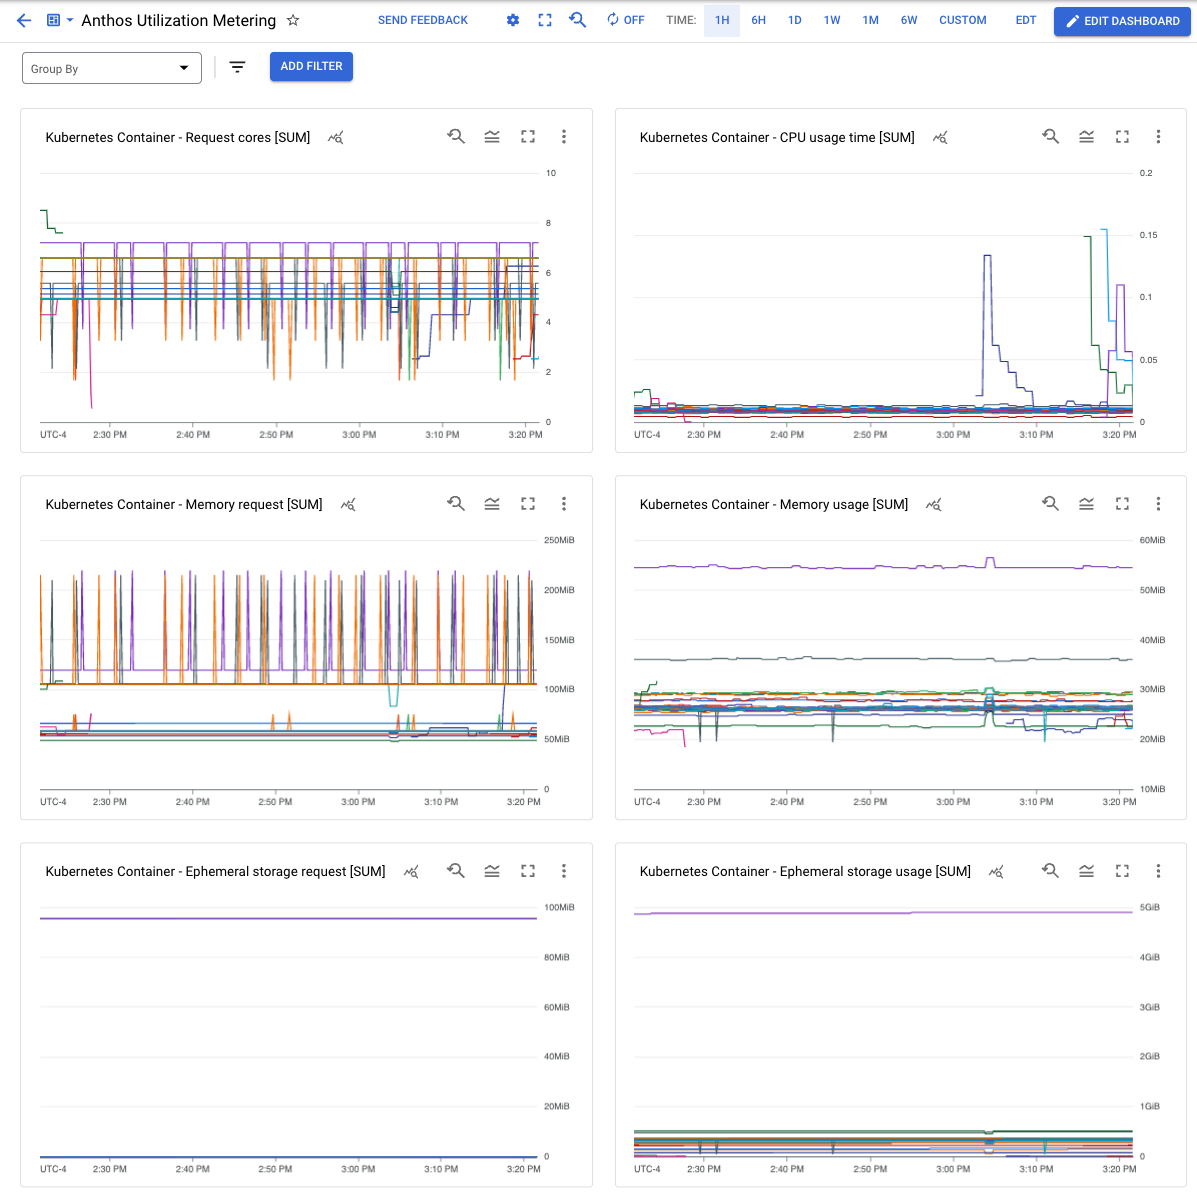 Anthos Utilization Metering SEND FEEDBACK OFF TIME: 1H 6H 1D 1W 1M 6W CUSTOM EDT EDIT DASHBOARD
Group By ADD FILTER
Kubernetes Container - Request cores [SUM]
10
8
6
4
2
0
UTC-4 2:30 PM 2:40 PM 2:50 PM 3:00 PM 3:10 PM 3:20 PM
Kubernetes Container - CPU usage time [SUM]
0.2
0.15
0.1
0.05
0
UTC-4 2:30 PM 2:40 PM 2:50 PM 3:00 PM 3:10 PM 3:20 PM
Kubernetes Container - Memory request [SUM]
250MiB
200MiB
150MiB
100MiB
50MiB
0
UTC-4 2:30 PM 2:40 PM 2:50 PM 3:00 PM 3:10 PM 3:20 PM
Kubernetes Container - Memory usage [SUM]
60MiB
50MiB
40MiB
30MiB
20MiB
10MiB
UTC-4 2:30 PM 2:40 PM 2:50 PM 3:00 PM 3:10 PM 3:20 PM
Kubernetes Container - Ephemeral storage request [SUM]
100MiB
80MiB
60MiB
40MiB
20MiB
0
UTC-4 2:30 PM 2:40 PM 2:50 PM 3:00 PM 3:10 PM 3:20 PM
Kubernetes Container - Ephemeral storage usage [SUM]
5GiB
4GiB
3GiB
2GiB
1GiB
0
UTC-4 2:30 PM 2:40 PM 2:50 PM 3:00 PM 3:10 PM 3:20 PM